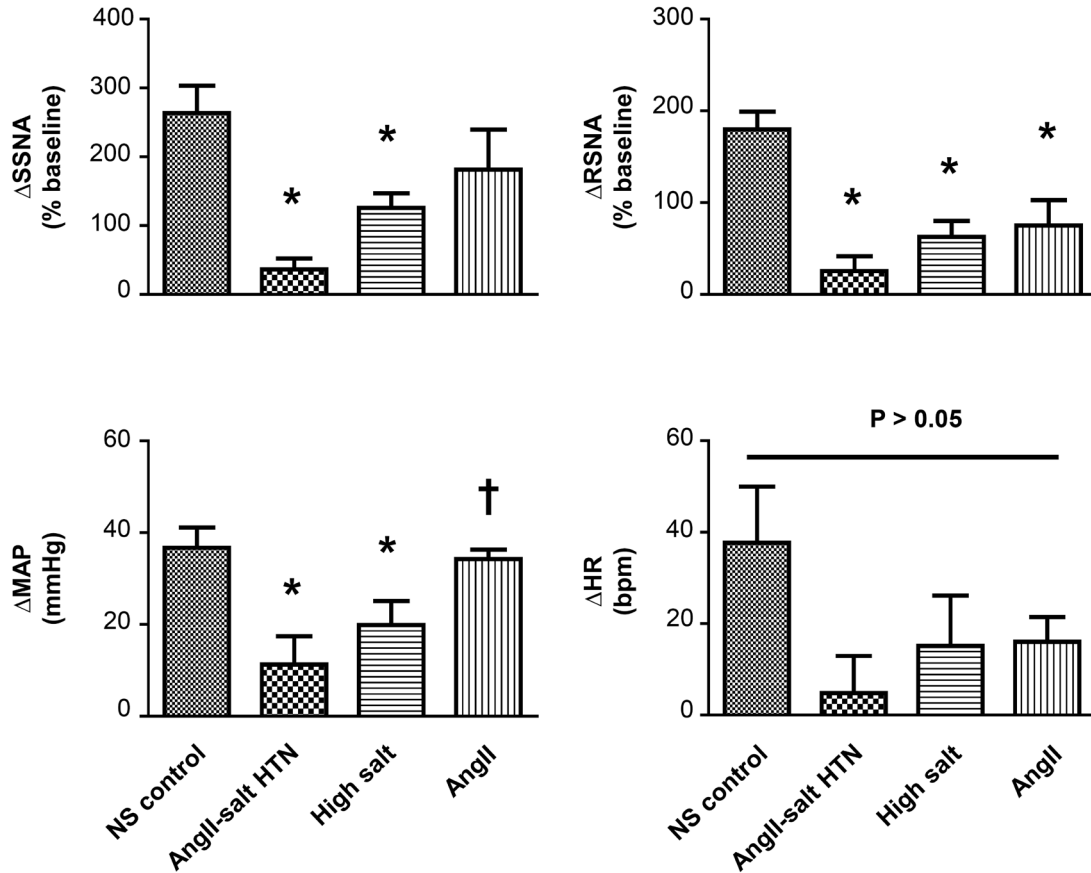 ΔSSNA
(% baseline)
400
300
200
100
0
*
*
ΔRSNA
(% baseline)
300
200
100
0
*
*
*
ΔMAP
(mmHg)
60
40
20
0
*
*
†
NS control
AngII-salt HTN
High salt
AngII
ΔHR
(bpm)
60
40
20
0
P > 0.05
NS control
AngII-salt HTN
High salt
AngII